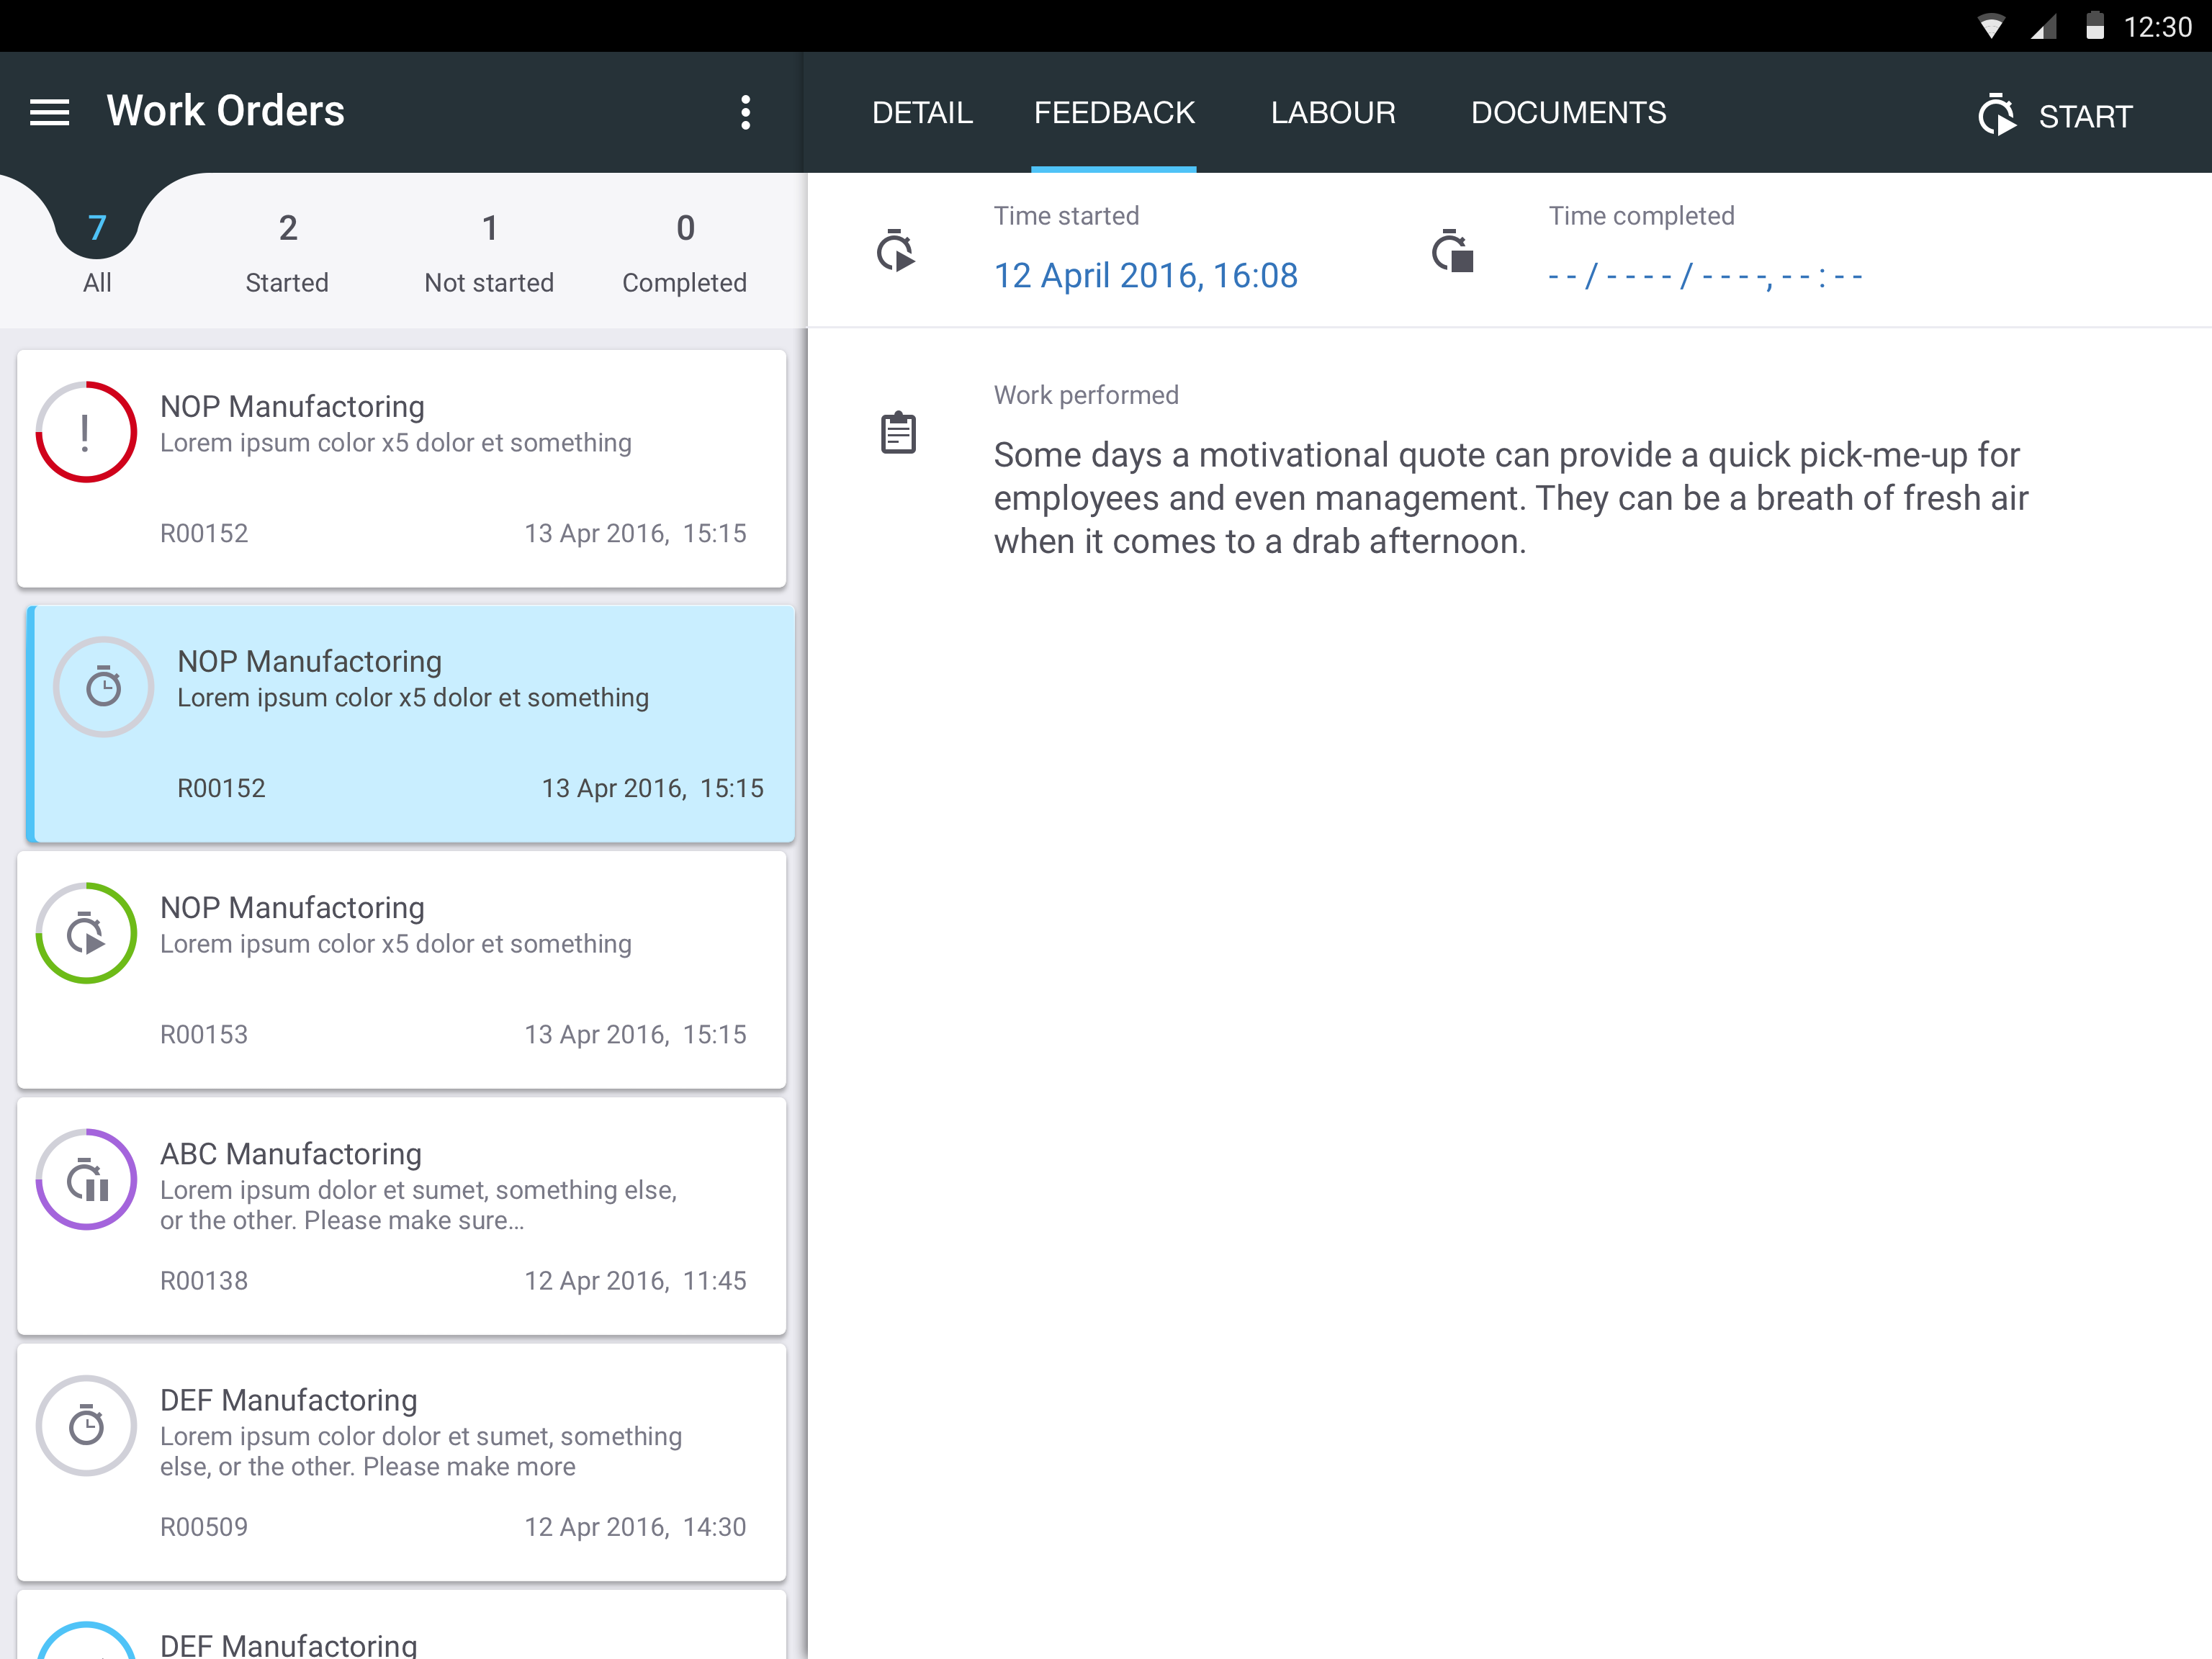 12:30
Work Orders
DETAIL FEEDBACK LABOUR DOCUMENTS START
7 2 1 0
All Started Not started Completed
Time started
12 April 2016, 16:08
Time completed
- - / - - - - / - - - -, - - : - -
NOP Manufactoring
Lorem ipsum color x5 dolor et something
R00152 13 Apr 2016, 15:15
NOP Manufactoring
Lorem ipsum color x5 dolor et something
R00152 13 Apr 2016, 15:15
NOP Manufactoring
Lorem ipsum color x5 dolor et something
R00153 13 Apr 2016, 15:15
ABC Manufactoring
Lorem ipsum dolor et sumet, something else,
or the other. Please make sure...
R00138 12 Apr 2016, 11:45
DEF Manufactoring
Lorem ipsum color dolor et sumet, something
else, or the other. Please make more
R00509 12 Apr 2016, 14:30
DEF Manufactoring
Work performed
Some days a motivational quote can provide a quick pick-me-up for
employees and even management. They can be a breath of fresh air
when it comes to a drab afternoon.